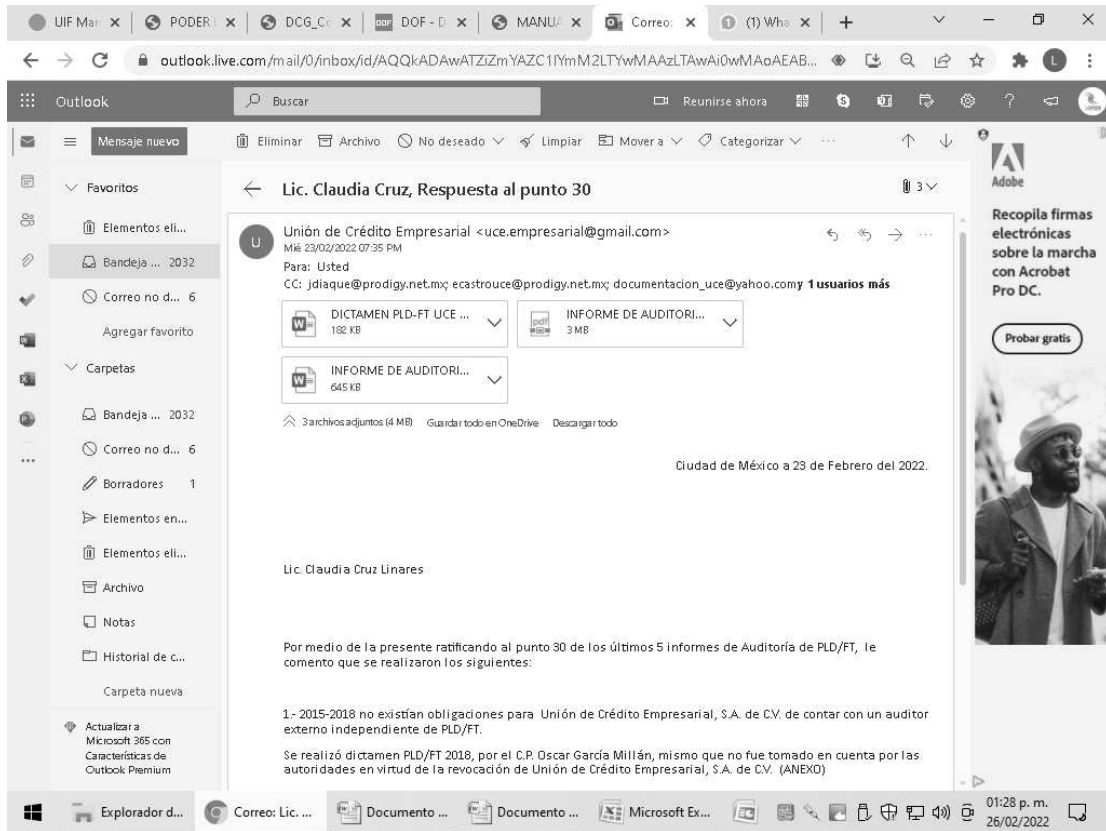 UIF Man
PODER
DCG_Co
DOF - D
MANUA
Correo:
(1) Wha
outlook.live.com/mail/0/inbox/id/AQQkADAwATZiZmYAZC1lYmM2LTYwMAAzLTAwAi0wMAoAEAB...
L
Outlook
Buscar
Reunirse ahora
Mensaje nuevo
Eliminar Archivo No deseado Limpiar Mover a Categorizar ...
Favoritos
Elementos eli...
Bandeja ... 2032
Correo no d... 6
Agregar favorito
Carpetas
Bandeja ... 2032
Correo no d... 6
Borradores 1
Elementos en...
Elementos eli...
Archivo
Notas
Historial de c...
Carpeta nueva
Actualizar a
Microsoft 365 con
Características de
Outlook Premium
Lic. Claudia Cruz, Respuesta al punto 30
3
U
Unión de Crédito Empresarial <uce.empresarial@gmail.com>
Mié 23/02/2022 07:35 PM
Para: Usted
CC: jdiaque@prodigy.net.mx; ecastrouce@prodigy.net.mx; documentacion_uce@yahoo.comy 1 usuarios más
DICTAMEN PLD-FT UCE ...
182 KB
INFORME DE AUDITORI...
3 MB
INFORME DE AUDITORI...
645 KB
3 archivos adjuntos (4 MB) Guardar todo en OneDrive Descargar todo
Ciudad de México a 23 de Febrero del 2022.
Lic. Claudia Cruz Linares
Por medio de la presente ratificando al punto 30 de los últimos 5 informes de Auditoría de PLD/FT, le
comento que se realizaron los siguientes:
1.- 2015-2018 no existían obligaciones para Unión de Crédito Empresarial, S.A. de C.V. de contar con un auditor
externo independiente de PLD/FT.
Se realizó dictamen PLD/FT 2018, por el C.P. Oscar García Millán, mismo que no fue tomado en cuenta por las
autoridades en virtud de la revocación de Unión de Crédito Empresarial, S.A. de C.V. (ANEXO)
Adobe
Recopila firmas
electrónicas
sobre la marcha
con Acrobat
Pro DC.
Probar gratis
Explorador d...
Correo: Lic. ...
Documento ...
Documento ...
Microsoft Ex...
01:28 p. m.
26/02/2022